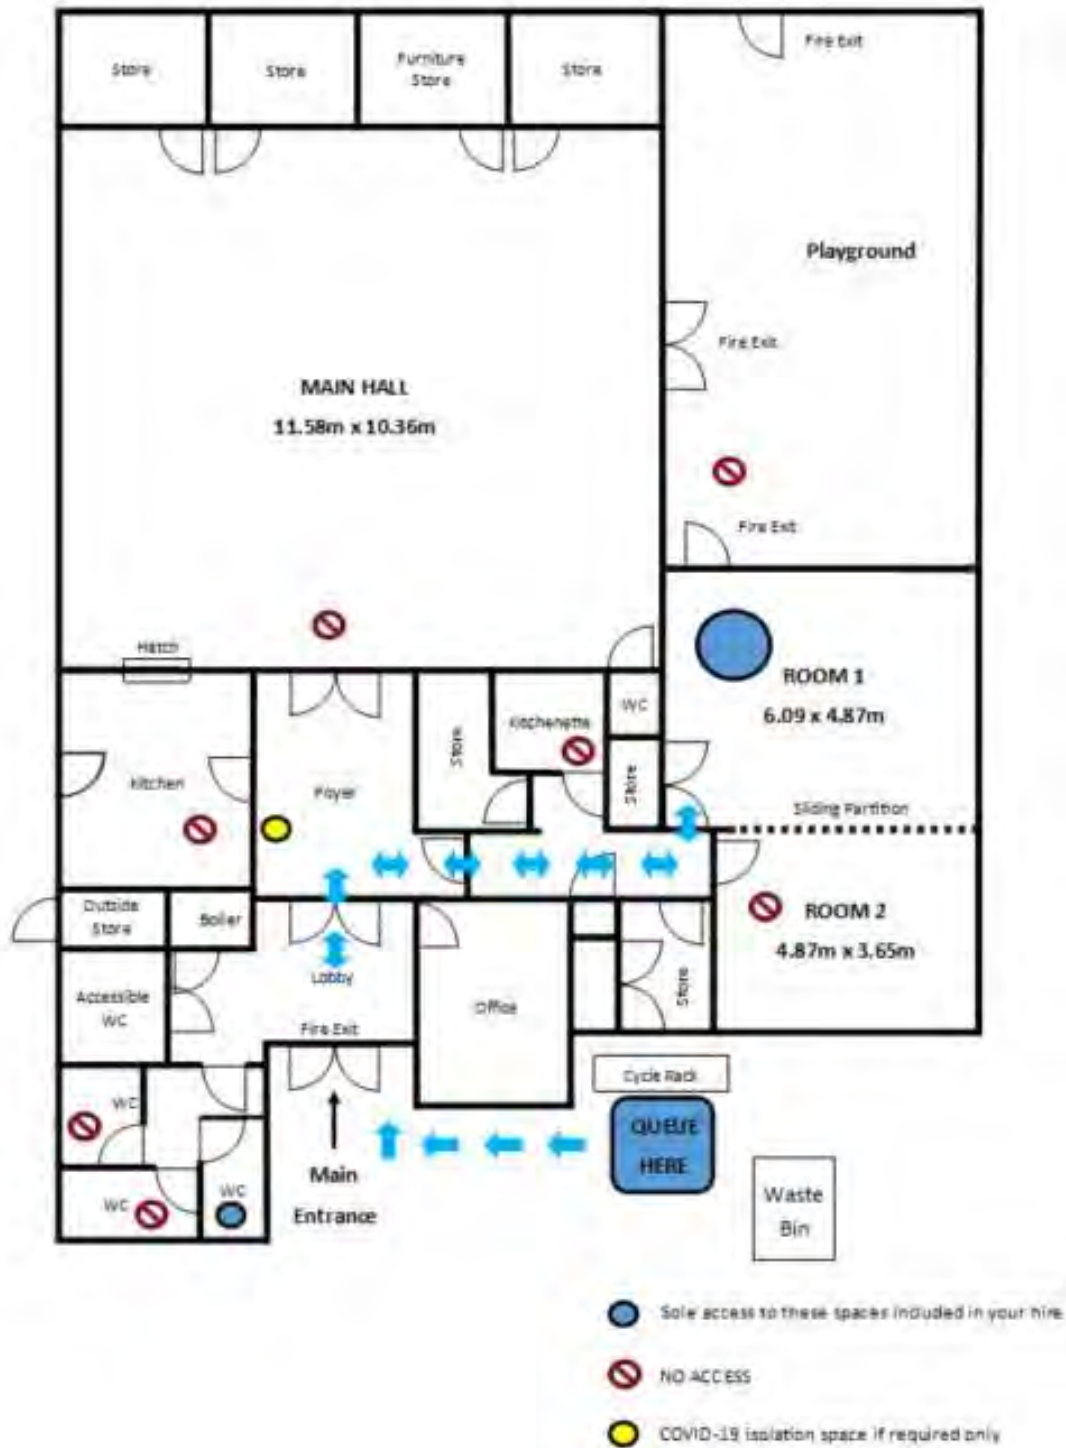 Store
Store
Furniture
Store
Store
Fire Exit
Playground
Fire Exit
MAIN HALL
11.58m x 10.36m
Fire Exit
Hatch
ROOM 1
6.09 x 4.87m
WC
Kitchenette
Store
Store
Kitchen
Foyer
Sliding Partition
Outside
Store
Boiler
ROOM 2
4.87m x 3.65m
Lobby
Accessible
WC
Office
Store
Fire Exit
Cycle Rack
WC
QUEUE
HERE
Main
Entrance
WC
WC
Waste
Bin
Sole access to these spaces included in your hire
NO ACCESS
COVID-19 isolation space if required only